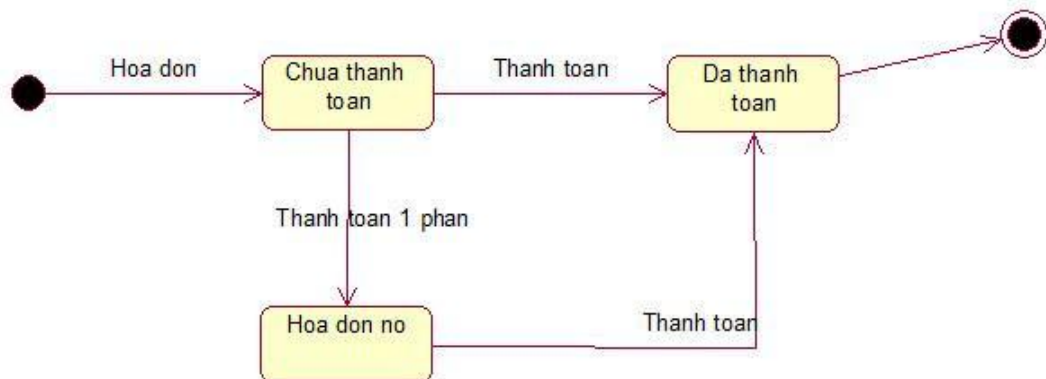 Hoa don
Chua thanh
toan
Thanh toan
Da thanh
toan
Thanh toan 1 phan
Hoa don no
Thanh toan